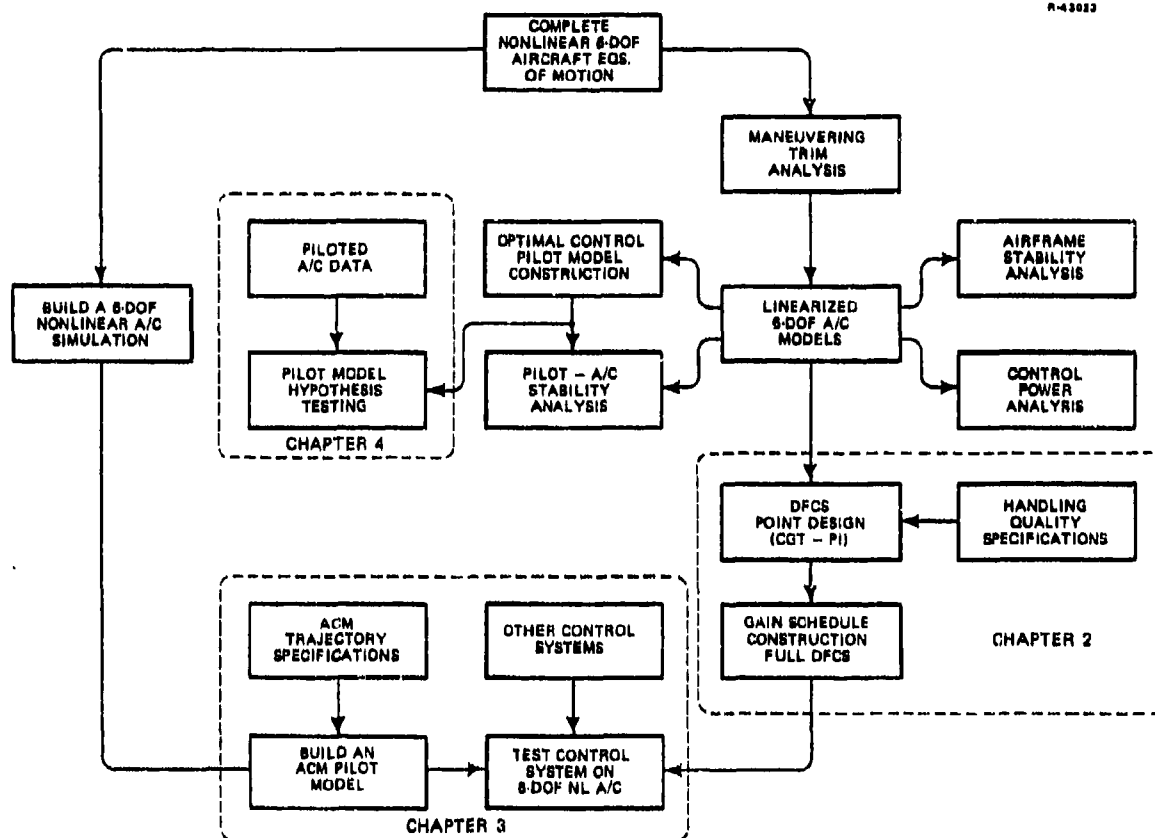 R-43023
COMPLETE
NONLINEAR 6-DOF
AIRCRAFT EQS.
OF MOTION
MANEUVERING
TRIM
ANALYSIS
PILOTED
A/C DATA
OPTIMAL CONTROL
PILOT MODEL
CONSTRUCTION
AIRFRAME
STABILITY
ANALYSIS
BUILD A 6-DOF
NONLINEAR A/C
SIMULATION
LINEARIZED
6-DOF A/C
MODELS
PILOT MODEL
HYPOTHESIS
TESTING
PILOT – A/C
STABILITY
ANALYSIS
CONTROL
POWER
ANALYSIS
CHAPTER 4
DFCS
POINT DESIGN
(CGT – PI)
HANDLING
QUALITY
SPECIFICATIONS
ACM
TRAJECTORY
SPECIFICATIONS
OTHER CONTROL
SYSTEMS
GAIN SCHEDULE
CONSTRUCTION
FULL DFCS
CHAPTER 2
BUILD AN
ACM PILOT
MODEL
TEST CONTROL
SYSTEM ON
6-DOF NL A/C
CHAPTER 3